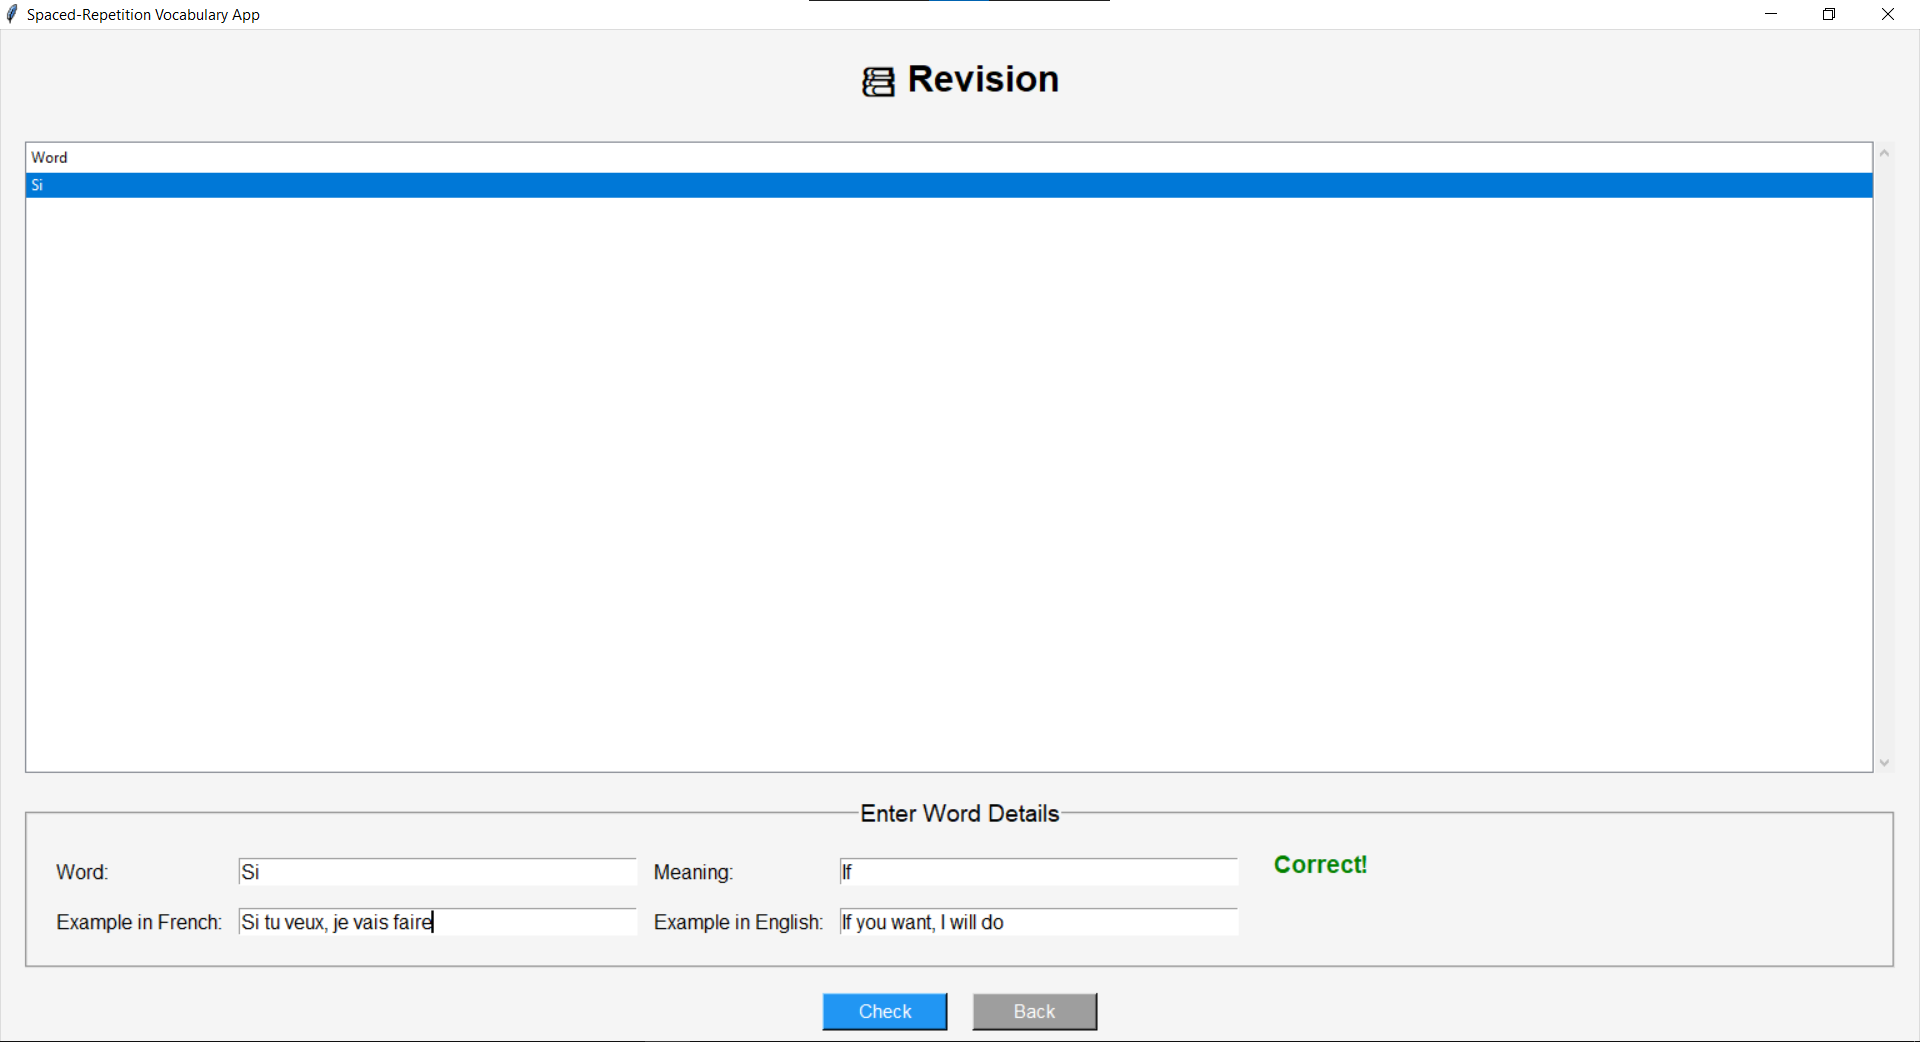 Spaced-Repetition Vocabulary App
Revision
Word
Si
Enter Word Details
Word: Si Meaning: If Correct!
Example in French: Si tu veux, je vais faire Example in English: If you want, I will do
Check Back